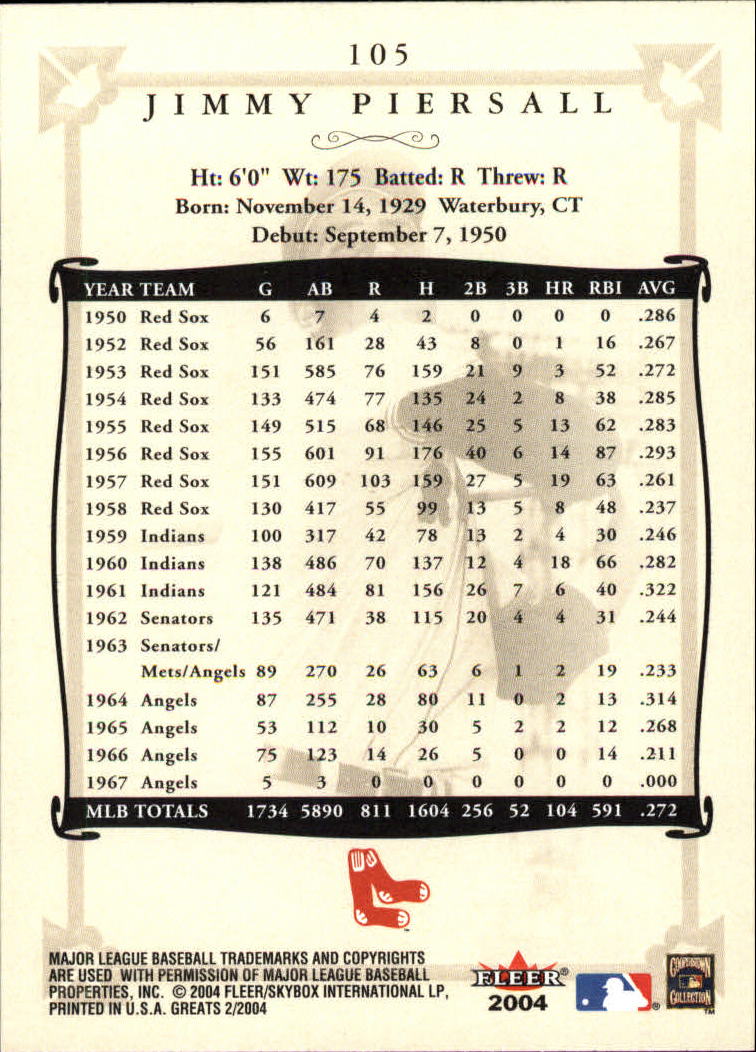 105
JIMMY PIERSALL
Ht: 6'0" Wt: 175 Batted: R Threw: R
Born: November 14, 1929 Waterbury, CT
Debut: September 7, 1950
YEAR TEAM G AB R H 2B 3B HR RBI AVG
1950 Red Sox 6 7 4 2 0 0 0 0 .286
1952 Red Sox 56 161 28 43 8 0 1 16 .267
1953 Red Sox 151 585 76 159 21 9 3 52 .272
1954 Red Sox 133 474 77 135 24 2 8 38 .285
1955 Red Sox 149 515 68 146 25 5 13 62 .283
1956 Red Sox 155 601 91 176 40 6 14 87 .293
1957 Red Sox 151 609 103 159 27 5 19 63 .261
1958 Red Sox 130 417 55 99 13 5 8 48 .237
1959 Indians 100 317 42 78 13 2 4 30 .246
1960 Indians 138 486 70 137 12 4 18 66 .282
1961 Indians 121 484 81 156 26 7 6 40 .322
1962 Senators 135 471 38 115 20 4 4 31 .244
1963 Senators/
Mets/Angels 89 270 26 63 6 1 2 19 .233
1964 Angels 87 255 28 80 11 0 2 13 .314
1965 Angels 53 112 10 30 5 2 2 12 .268
1966 Angels 75 123 14 26 5 0 0 14 .211
1967 Angels 5 3 0 0 0 0 0 0 .000
MLB TOTALS 1734 5890 811 1604 256 52 104 591 .272
MAJOR LEAGUE BASEBALL TRADEMARKS AND COPYRIGHTS
ARE USED WITH PERMISSION OF MAJOR LEAGUE BASEBALL
PROPERTIES, INC. © 2004 FLEER/SKYBOX INTERNATIONAL LP,
PRINTED IN U.S.A. GREATS 2/2004
FLEER®
2004
®
COOPERSTOWN
COLLECTION
TM